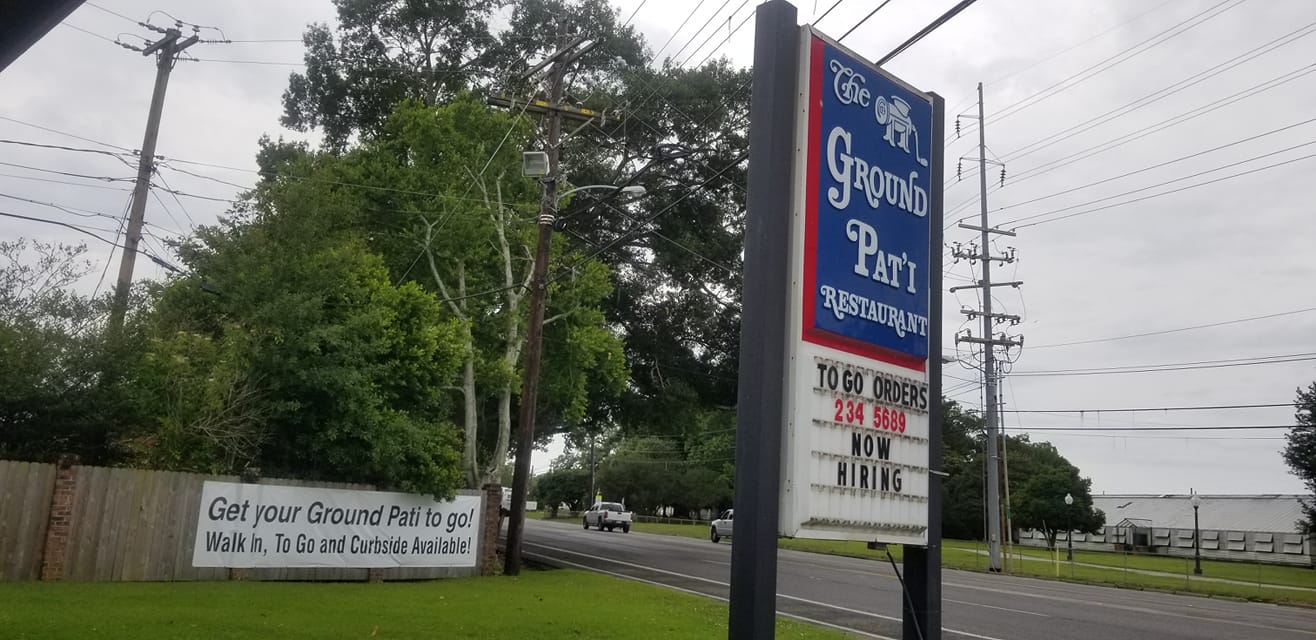 The
Ground
Pat'i
Restaurant
TO GO ORDERS
234 5689
NOW
HIRING
Get your Ground Pati to go!
Walk In, To Go and Curbside Available!